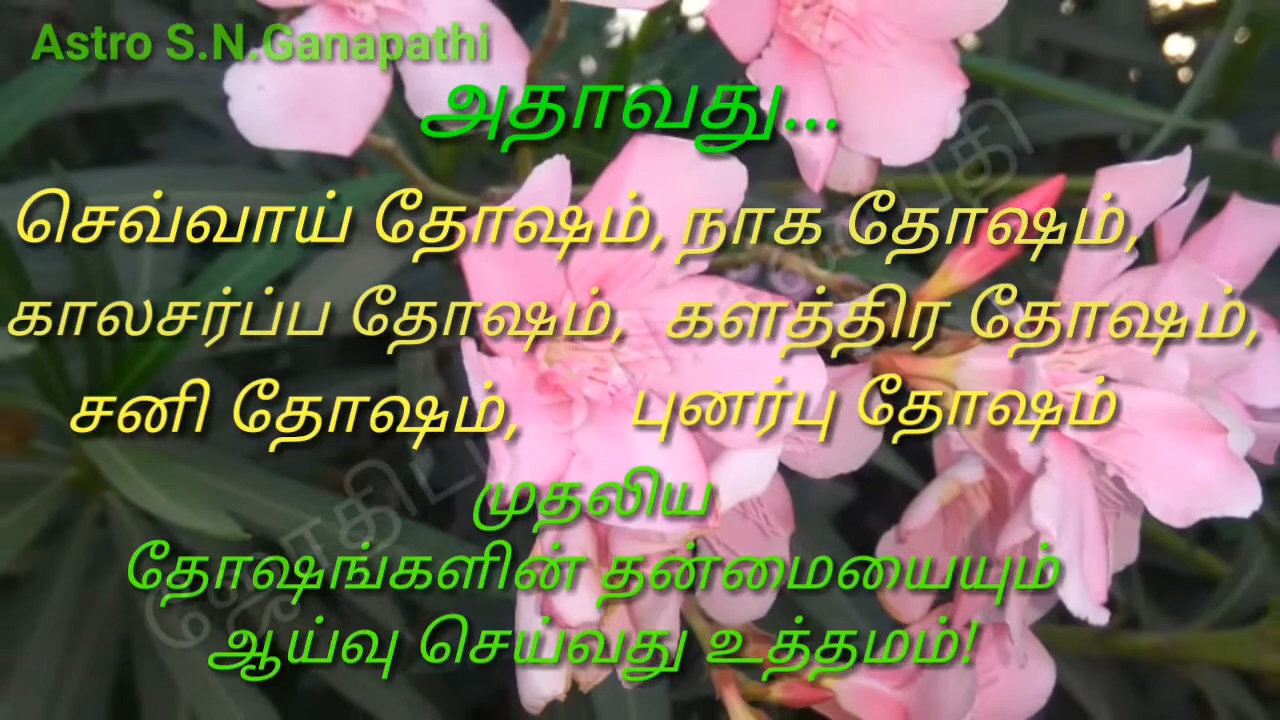 Astro S.N.Ganapathi
அதாவது...
செவ்வாய் தோஷம், நாக தோஷம்,
காலசர்ப்ப தோஷம், களத்திர தோஷம்,
சனி தோஷம், புனர்பு தோஷம்
முதலிய
தோஷங்களின் தன்மையையும்
ஆய்வு செய்வது உத்தமம்!